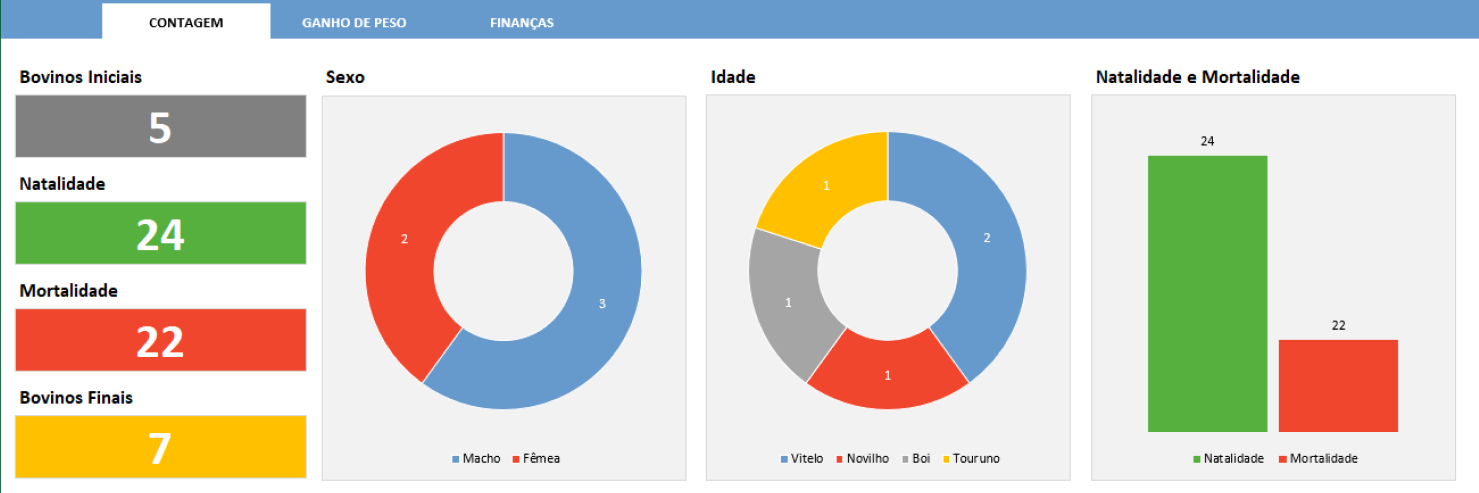 CONTAGEM
GANHO DE PESO
FINANÇAS
Bovinos Iniciais
5
Natalidade
24
Mortalidade
22
Bovinos Finais
7
Sexo
2
3
Macho
Fêmea
Idade
1
2
1
1
Vitelo
Novilho
Boi
Touruno
Natalidade e Mortalidade
24
22
Natalidade
Mortalidade